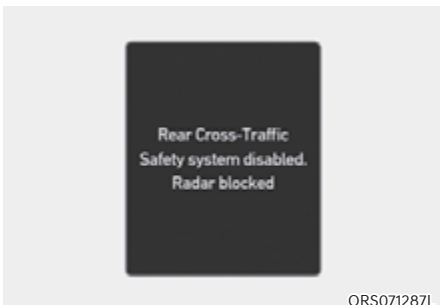 Rear Cross-Traffic
Safety system disabled.
Radar blocked
ORS071287L